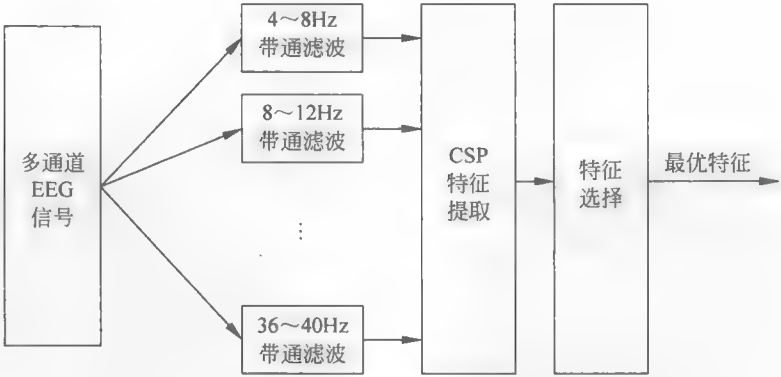 多通道
EEG
信号
4～8Hz
带通滤波
8～12Hz
带通滤波
⋮
36～40Hz
带通滤波
CSP
特征
提取
特征
选择
最优特征